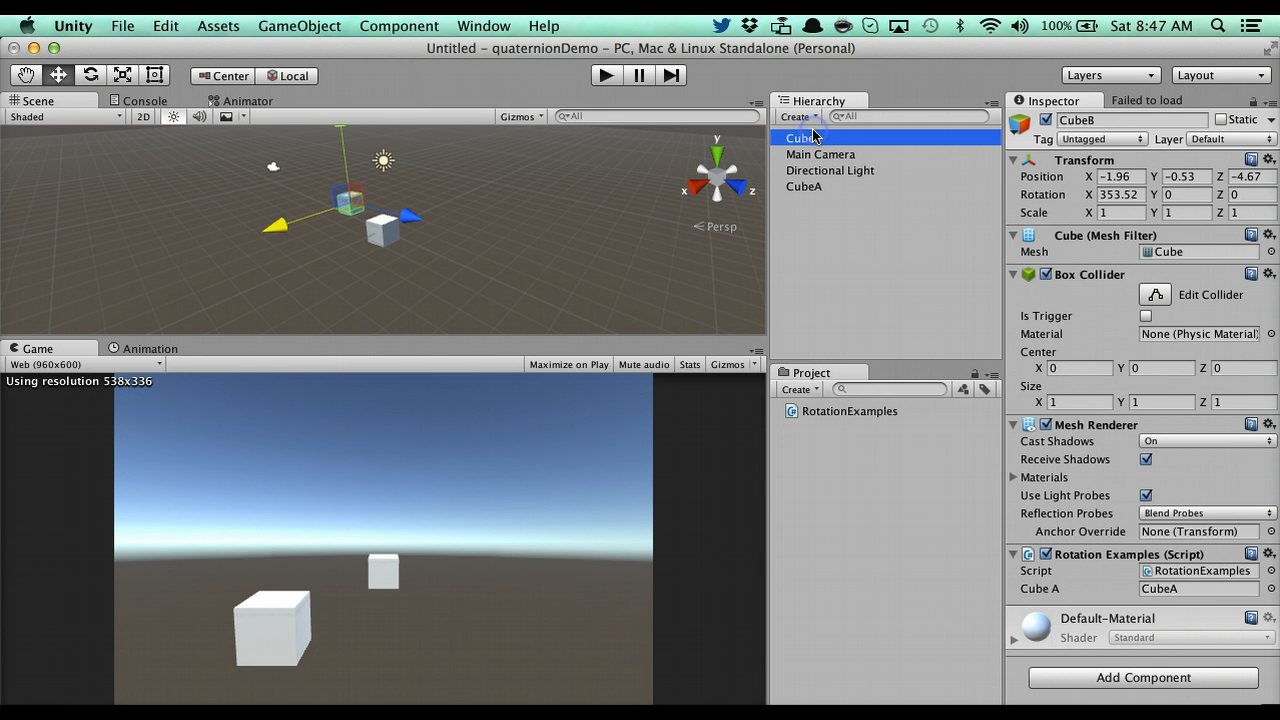 Unity File Edit Assets GameObject Component Window Help 100% Sat 8:47 AM
Untitled - quaternionDemo - PC, Mac & Linux Standalone (Personal)
Center Local Layers Layout
Scene Console Animator
Shaded 2D Gizmos All
y
x z
Persp
Game Animation
Web (960x600) Maximize on Play Mute audio Stats Gizmos
Using resolution 538x336
Hierarchy
Create All
Main Camera
Directional Light
CubeA
Project
Create
RotationExamples
Inspector Failed to load
CubeB Static
Tag Untagged Layer Default
Transform
Position X -1.96 Y -0.53 Z -4.67
Rotation X 353.52 Y 0 Z 0
Scale X 1 Y 1 Z 1
Cube (Mesh Filter)
Mesh Cube
Box Collider
Edit Collider
Is Trigger
Material None (Physic Material)
Center
X 0 Y 0 Z 0
Size
X 1 Y 1 Z 1
Mesh Renderer
Cast Shadows On
Receive Shadows
Materials
Use Light Probes
Reflection Probes Blend Probes
Anchor Override None (Transform)
Rotation Examples (Script)
Script RotationExamples
Cube A CubeA
Default-Material
Shader Standard
Add Component